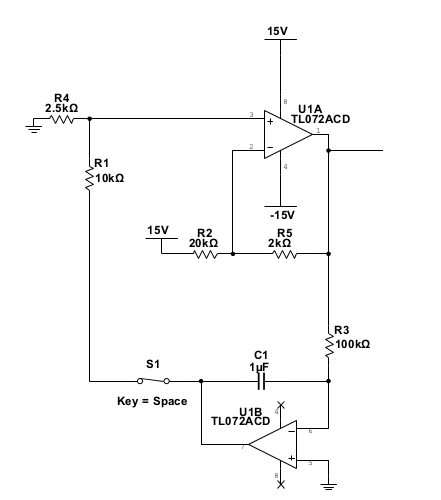 15V
R4
2.5kΩ
U1A
TL072ACD
8
3
+
1
2
−
4
R1
10kΩ
-15V
15V
R2
20kΩ
R5
2kΩ
R3
100kΩ
S1
Key = Space
C1
1µF
U1B
TL072ACD
4
−
6
7
+
5
8